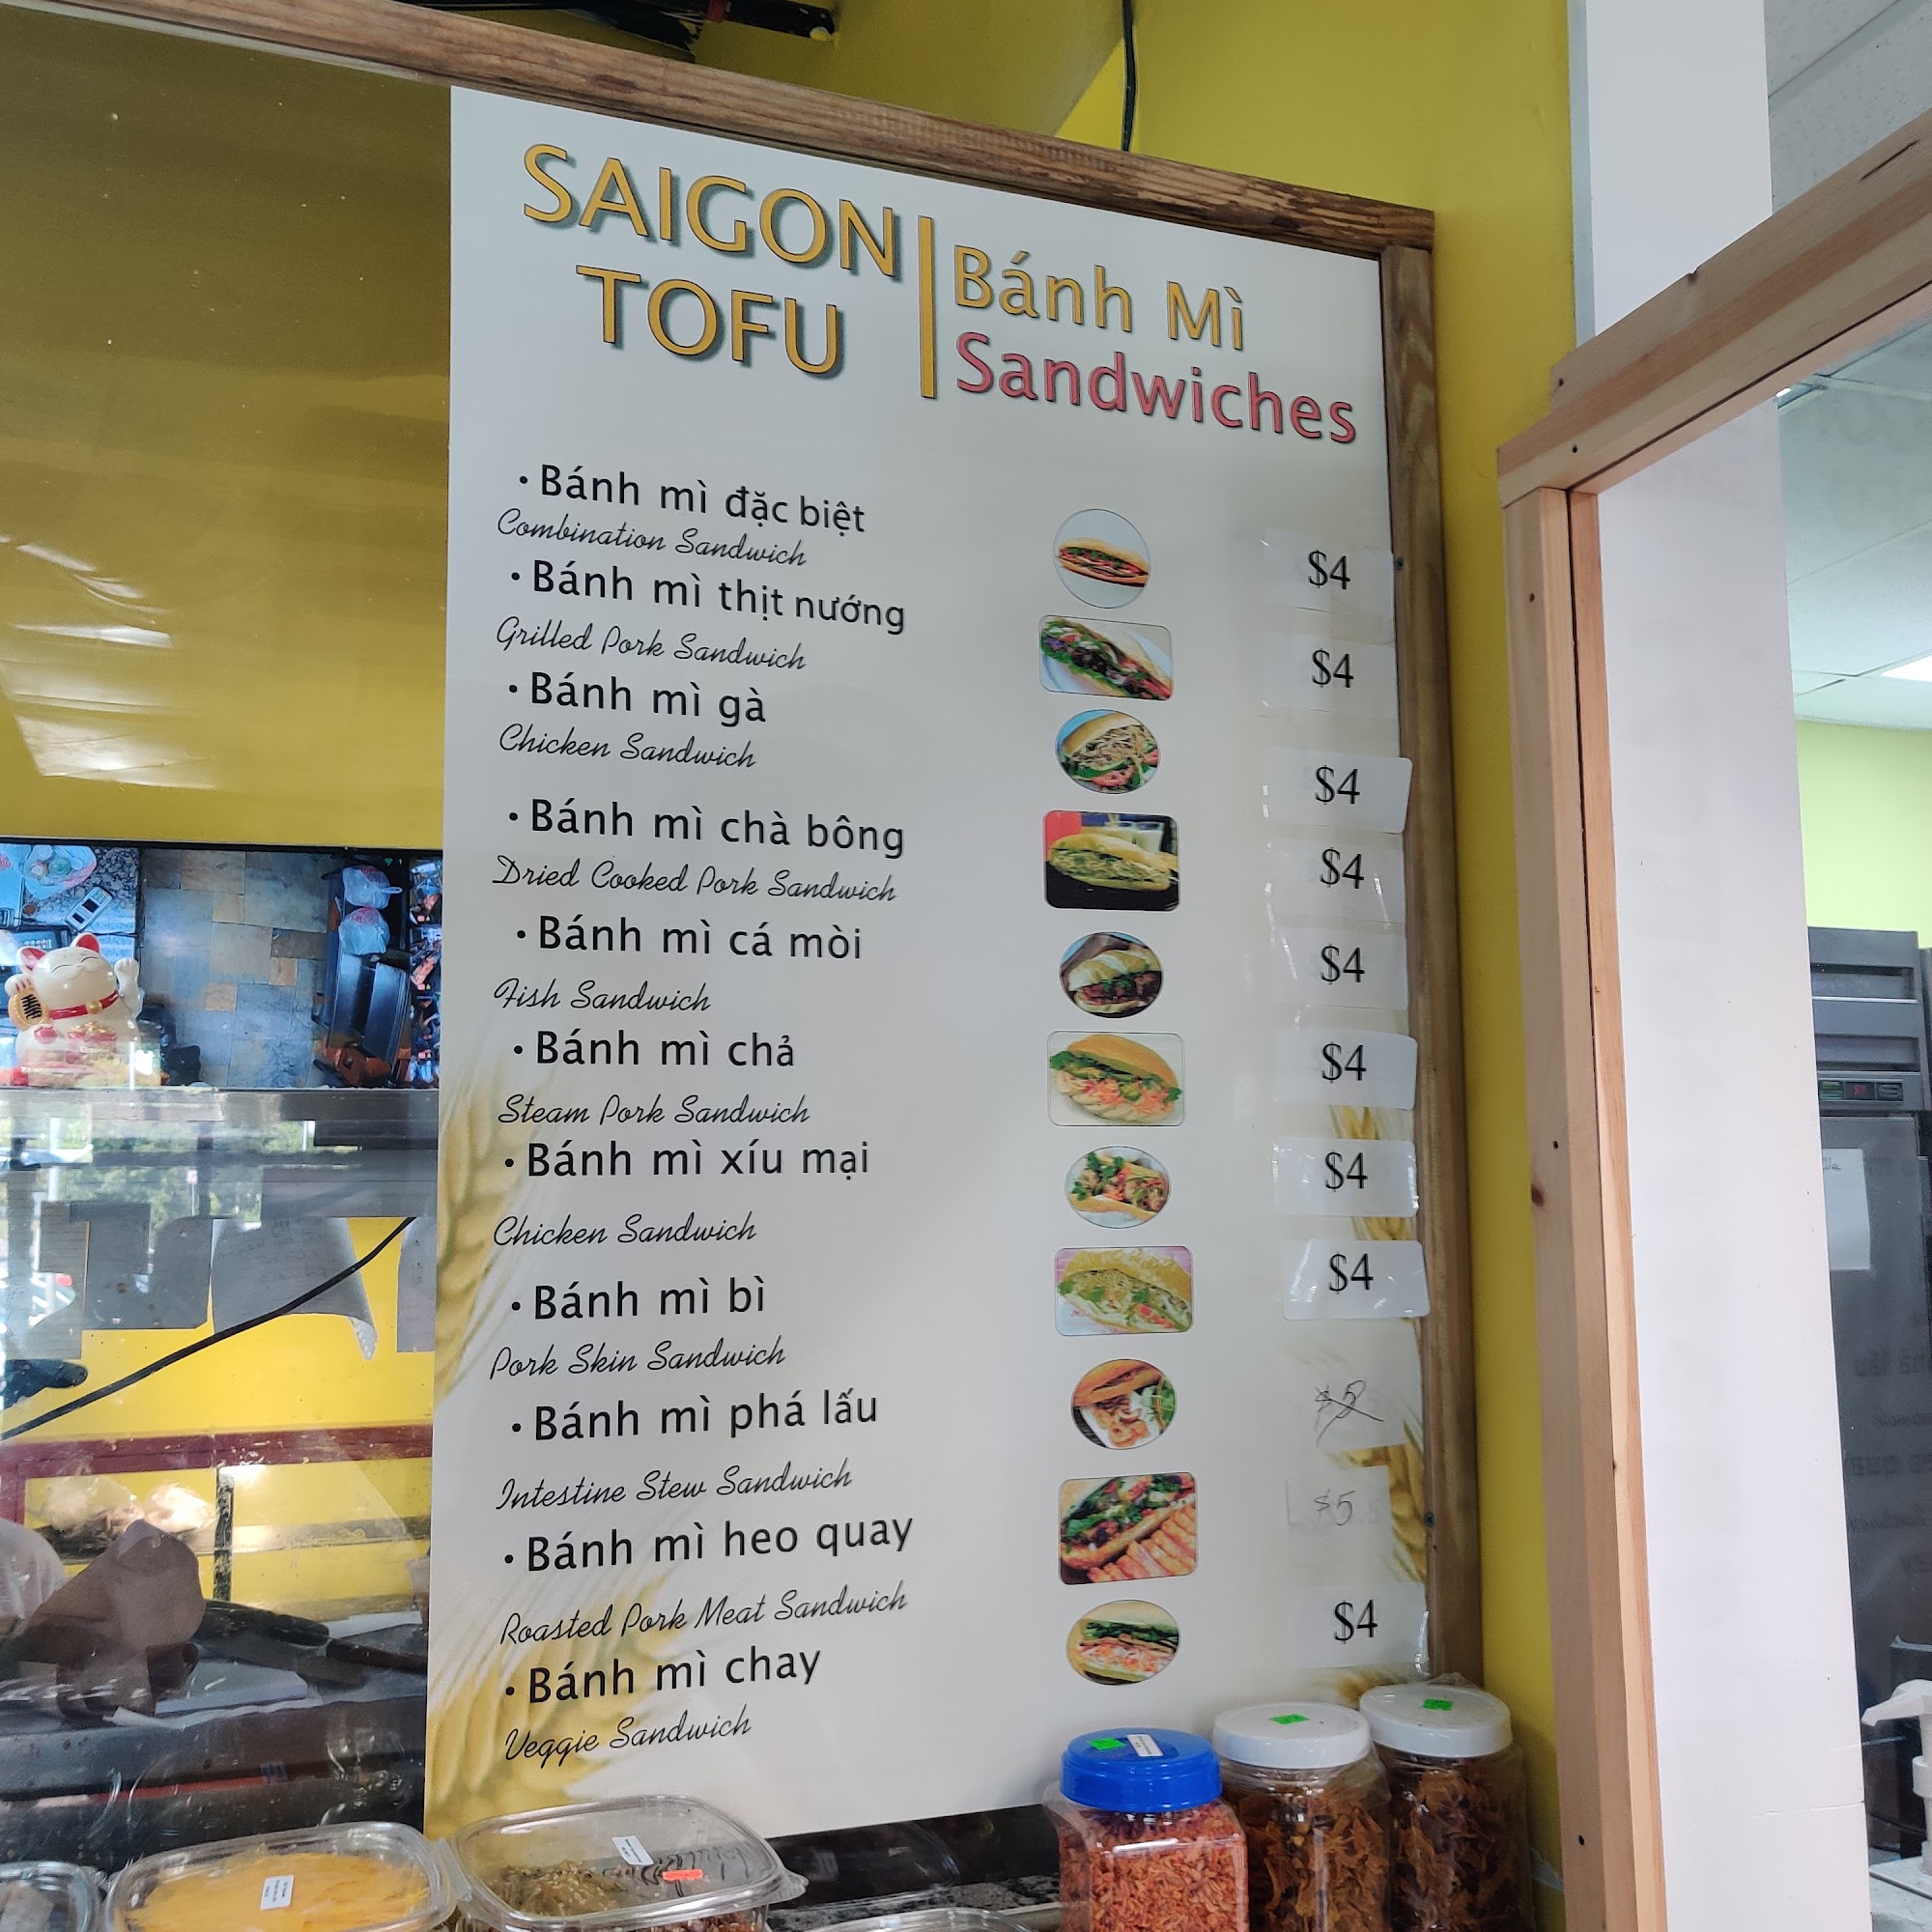 SAIGON
TOFU
Bánh Mì
Sandwiches
• Bánh mì đặc biệt
Combination Sandwich
$4
• Bánh mì thịt nướng
Grilled Pork Sandwich
$4
• Bánh mì gà
Chicken Sandwich
$4
• Bánh mì chà bông
Dried Cooked Pork Sandwich
$4
• Bánh mì cá mòi
Fish Sandwich
$4
• Bánh mì chả
Steam Pork Sandwich
$4
• Bánh mì xíu mại
Chicken Sandwich
$4
• Bánh mì bì
Pork Skin Sandwich
$4
• Bánh mì phá lấu
Intestine Stew Sandwich
$5
• Bánh mì heo quay
Roasted Pork Meat Sandwich
$5
• Bánh mì chay
Veggie Sandwich
$4